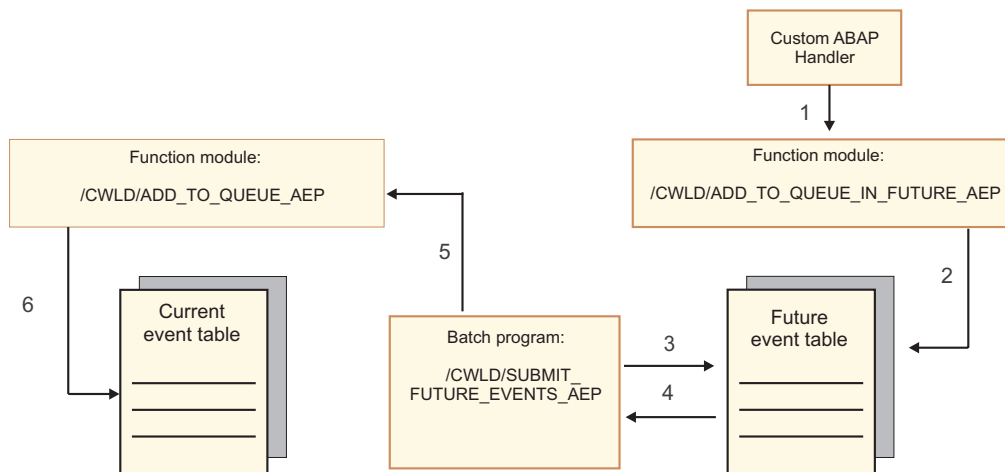 Custom ABAP
Handler
1
Function module:
/CWLD/ADD_TO_QUEUE_AEP
Function module:
/CWLD/ADD_TO_QUEUE_IN_FUTURE_AEP
5
2
6
Current
event table
Batch program:
/CWLD/SUBMIT_
FUTURE_EVENTS_AEP
3
4
Future
event table